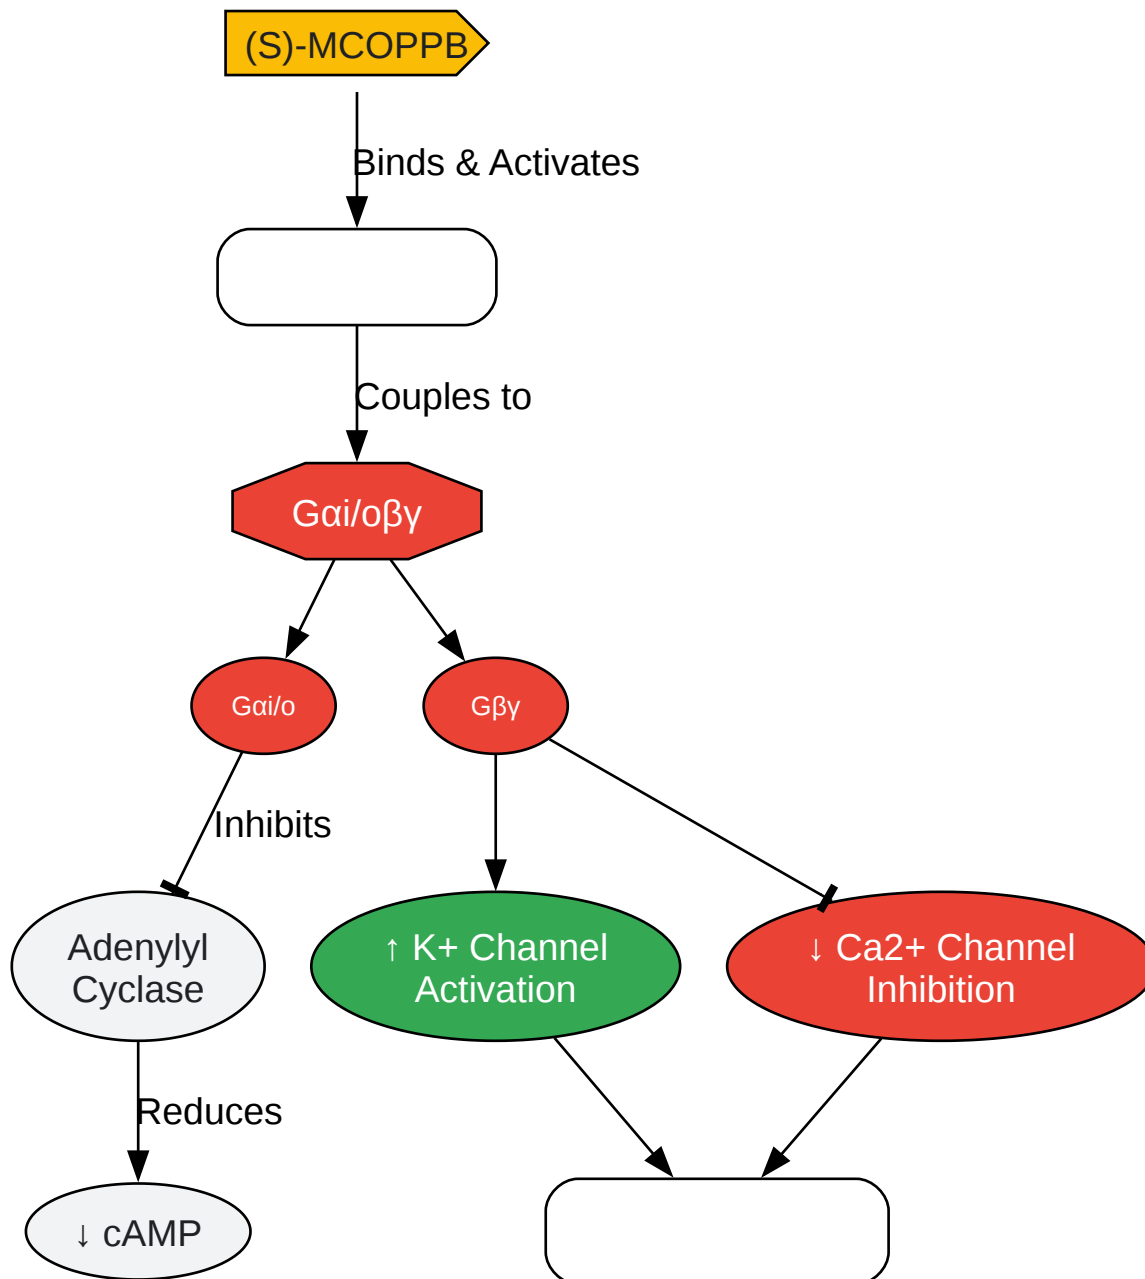 (S)-MCOPPB
Binds & Activates
Couples to
Gαi/oβγ
Gαi/o
Gβγ
Inhibits
Adenylyl
Cyclase
↑ K+ Channel
Activation
↓ Ca2+ Channel
Inhibition
Reduces
↓ cAMP